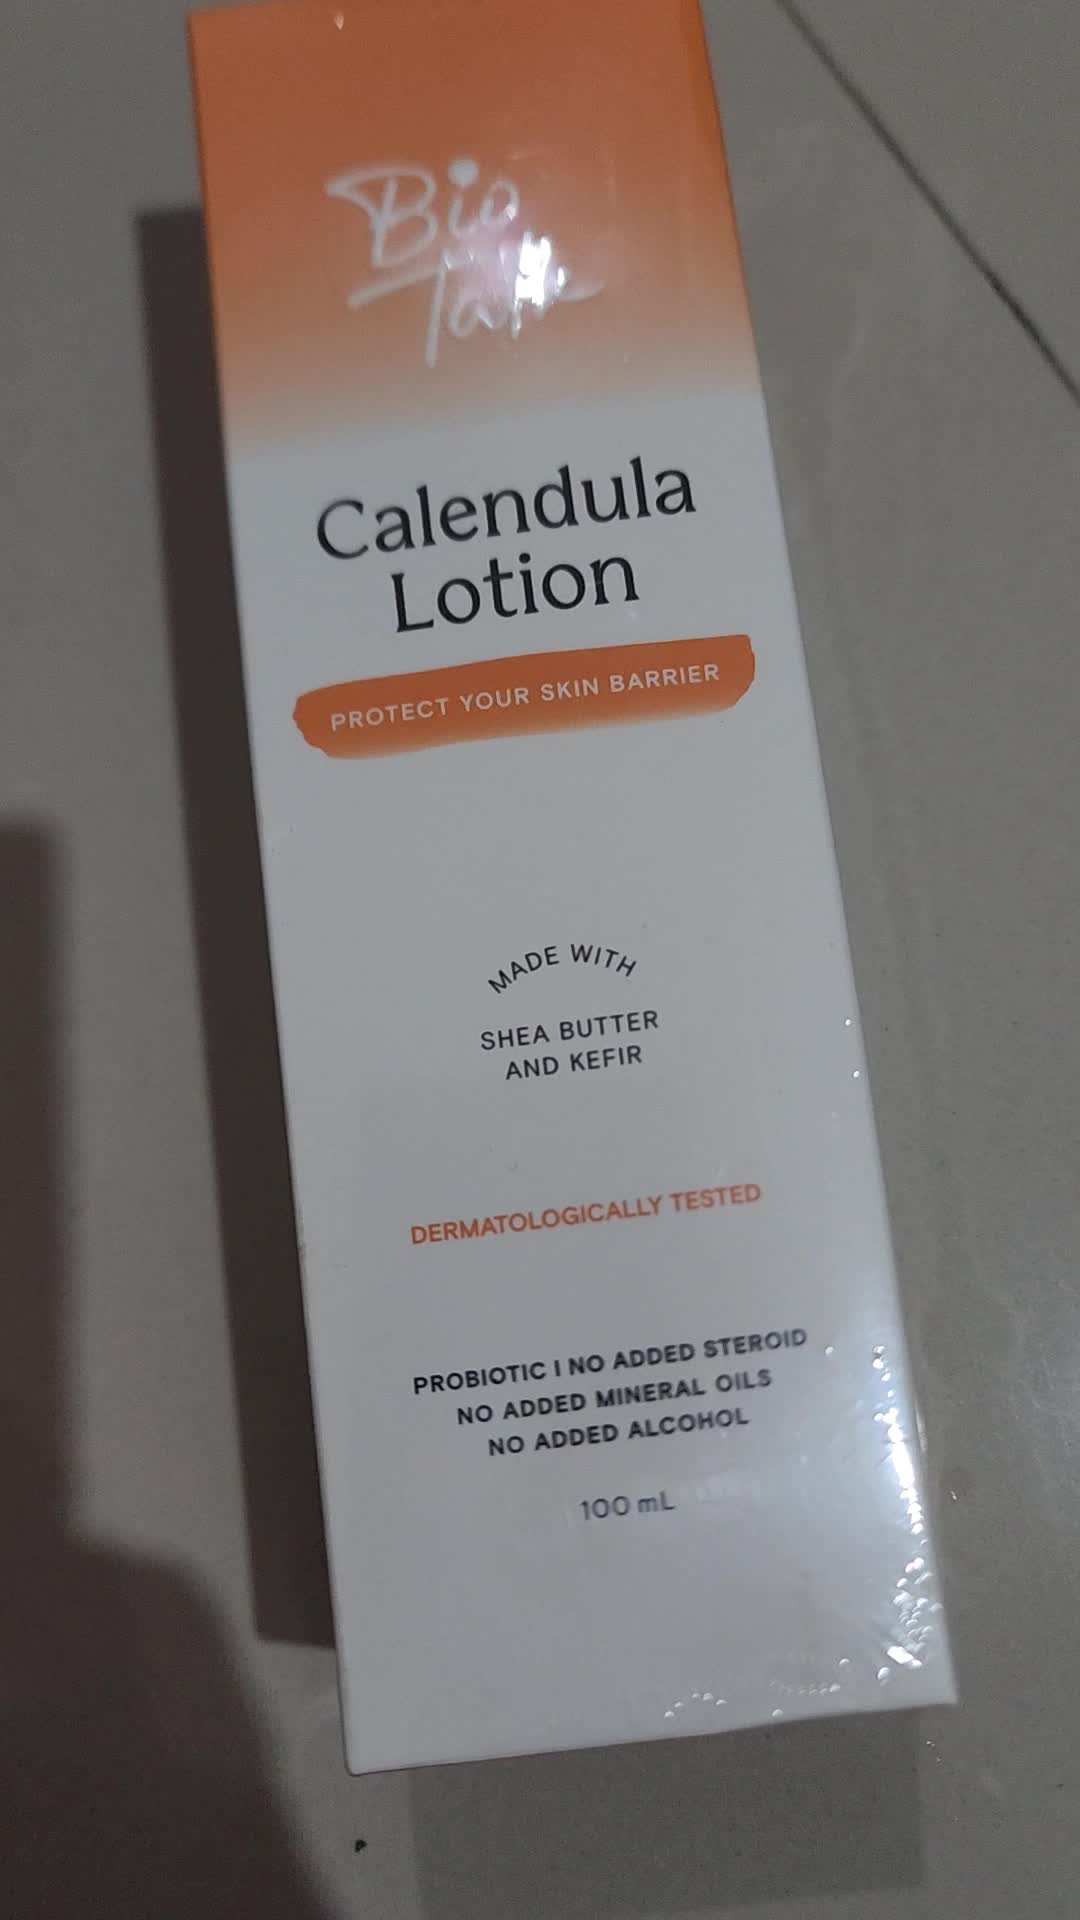 Bio
Talk
Calendula
Lotion
PROTECT YOUR SKIN BARRIER
MADE WITH
SHEA BUTTER
AND KEFIR
DERMATOLOGICALLY TESTED
PROBIOTIC I NO ADDED STEROID
NO ADDED MINERAL OILS
NO ADDED ALCOHOL
100 mL